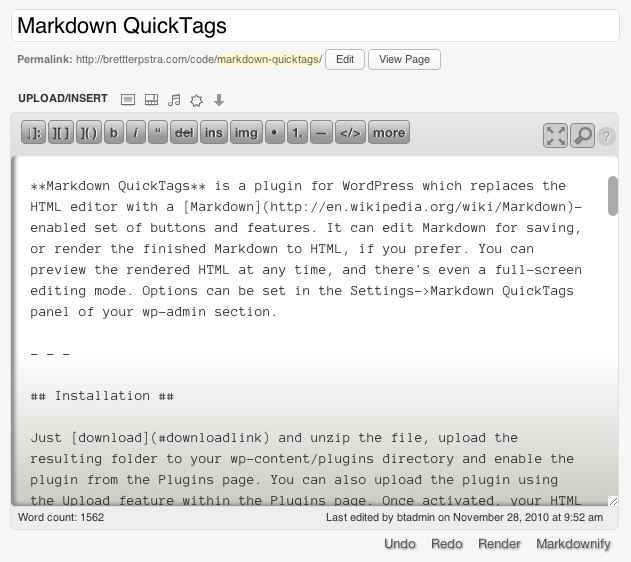 Markdown QuickTags
Permalink: http://brettterpstra.com/code/markdown-quicktags/ Edit View Page
UPLOAD/INSERT
↓]: ][ ] ]( ) b i “ del ins img • 1. — </> more ?
**Markdown QuickTags** is a plugin for WordPress which replaces the
HTML editor with a [Markdown](http://en.wikipedia.org/wiki/Markdown)-
enabled set of buttons and features. It can edit Markdown for saving,
or render the finished Markdown to HTML, if you prefer. You can
preview the rendered HTML at any time, and there's even a full-screen
editing mode. Options can be set in the Settings->Markdown QuickTags
panel of your wp-admin section.
- - -
## Installation ##
Just [download](#downloadlink) and unzip the file, upload the
resulting folder to your wp-content/plugins directory and enable the
plugin from the Plugins page. You can also upload the plugin using
the Upload feature within the Plugins page. Once activated, your HTML
Word count: 1562 Last edited by btadmin on November 28, 2010 at 9:52 am
Undo Redo Render Markdownify